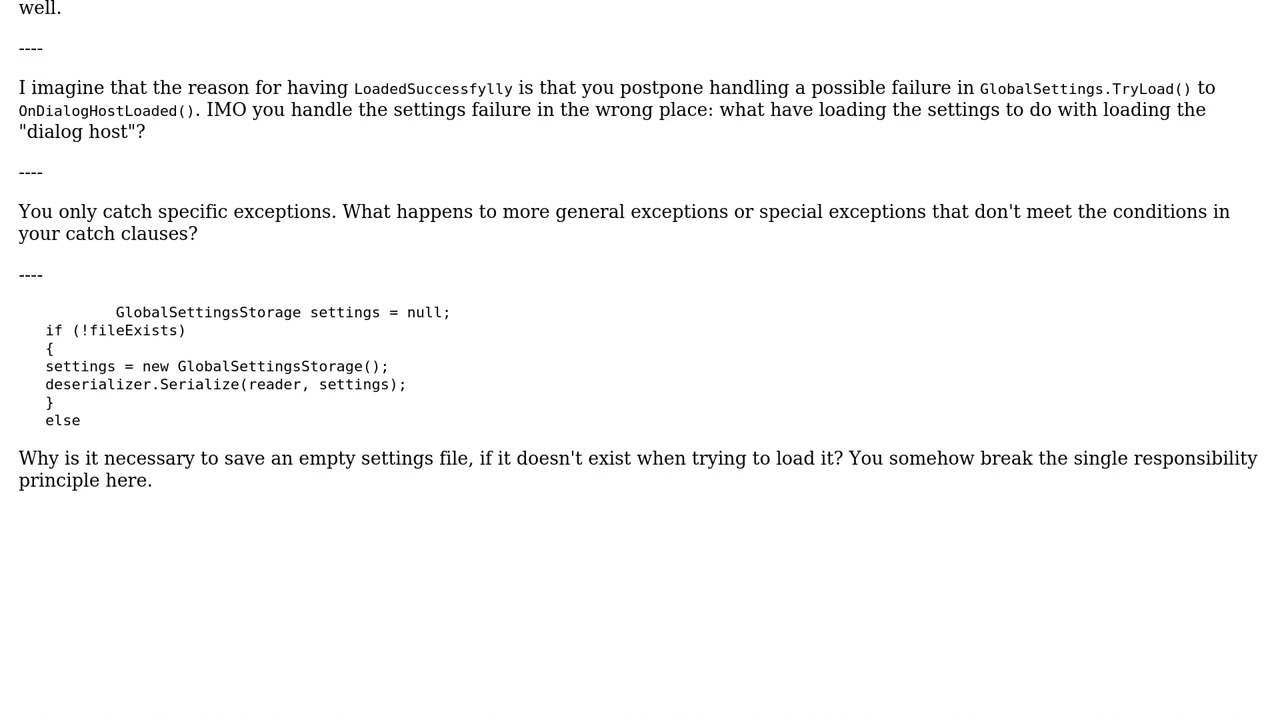 well.
----
I imagine that the reason for having LoadedSuccessfylly is that you postpone handling a possible failure in GlobalSettings.TryLoad() to
OnDialogHostLoaded(). IMO you handle the settings failure in the wrong place: what have loading the settings to do with loading the
"dialog host"?
----
You only catch specific exceptions. What happens to more general exceptions or special exceptions that don't meet the conditions in
your catch clauses?
----
GlobalSettingsStorage settings = null;
if (!fileExists)
{
settings = new GlobalSettingsStorage();
deserializer.Serialize(reader, settings);
}
else
Why is it necessary to save an empty settings file, if it doesn't exist when trying to load it? You somehow break the single responsibility
principle here.